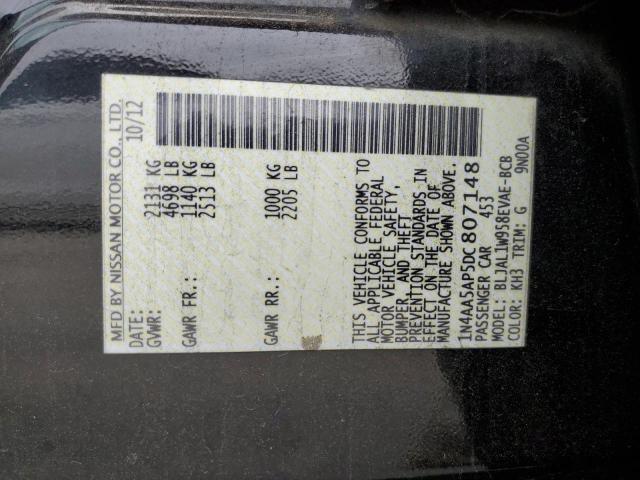 MFD BY NISSAN MOTOR CO., LTD.
DATE: 10/12
GVWR: 2131 KG
4698 LB
GAWR FR: 1140 KG
2513 LB
GAWR RR: 1000 KG
2205 LB
THIS VEHICLE CONFORMS TO
ALL APPLICABLE FEDERAL
MOTOR VEHICLE SAFETY,
BUMPER, AND THEFT
PREVENTION STANDARDS IN
EFFECT ON THE DATE OF
MANUFACTURE SHOWN ABOVE.
1N4AA5AP5DC807148
PASSENGER CAR 453
MODEL: BLJAL1W958EVAE-BCB
COLOR: KH3 TRIM: G 9N00A